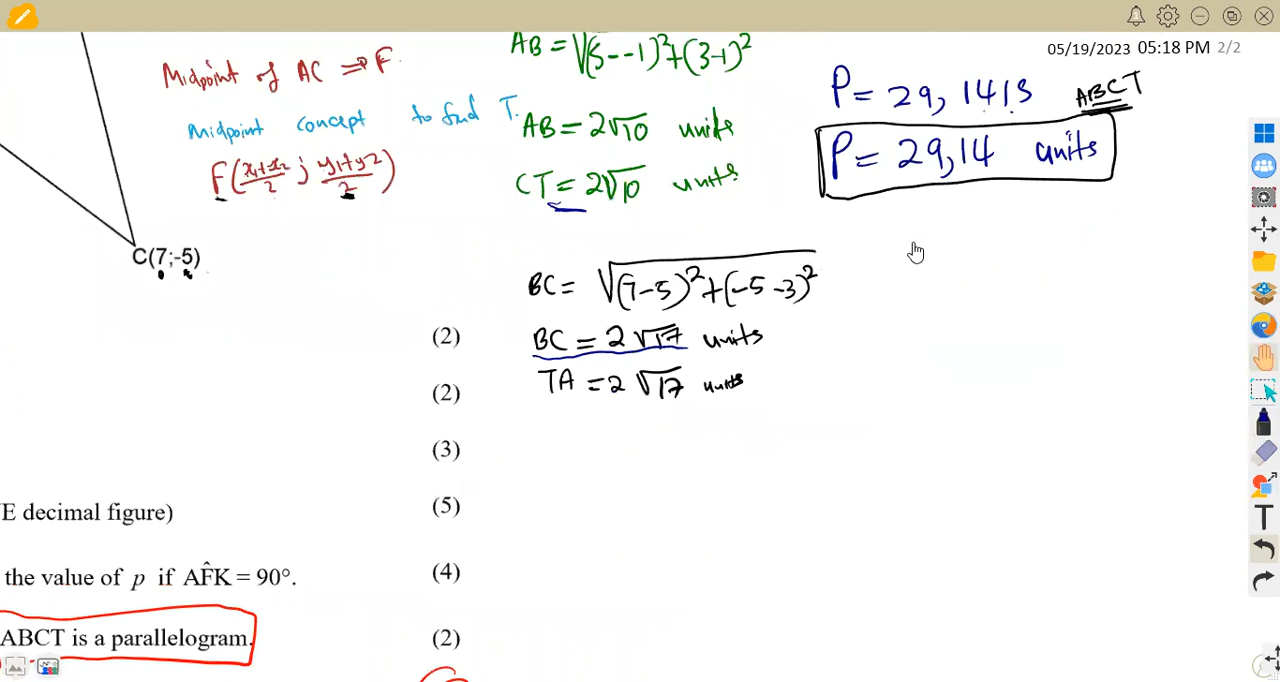 05/19/2023 05:18 PM 2/2
Midpoint of AC ⟹ F.
Midpoint concept to find T.
F(x₁+x₂/2 ; y₁+y₂/2)
C(7;-5)
AB = √(5--1)²+(3-1)²
AB = 2√10 units
CT = 2√10 units
P = 29,1413
ABCT
P = 29,14 units
BC = √(7-5)²+(-5-3)²
BC = 2√17 units
TA = 2√17 units
(2)
(2)
(3)
E decimal figure) (5)
the value of p if AF̂K = 90°. (4)
ABCT is a parallelogram. (2)
T